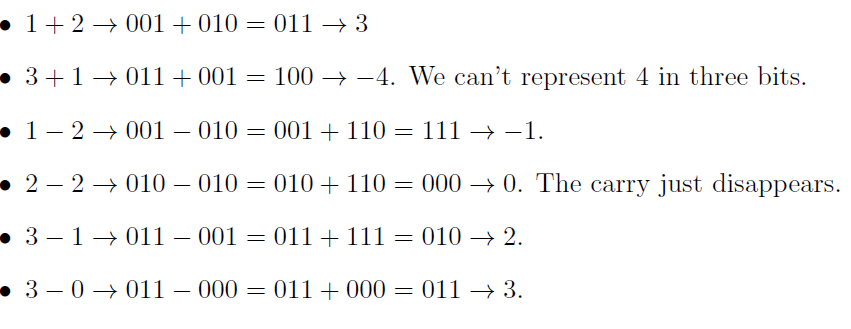 • 1 + 2 → 001 + 010 = 011 → 3
• 3 + 1 → 011 + 001 = 100 → −4. We can't represent 4 in three bits.
• 1 − 2 → 001 − 010 = 001 + 110 = 111 → −1.
• 2 − 2 → 010 − 010 = 010 + 110 = 000 → 0. The carry just disappears.
• 3 − 1 → 011 − 001 = 011 + 111 = 010 → 2.
• 3 − 0 → 011 − 000 = 011 + 000 = 011 → 3.